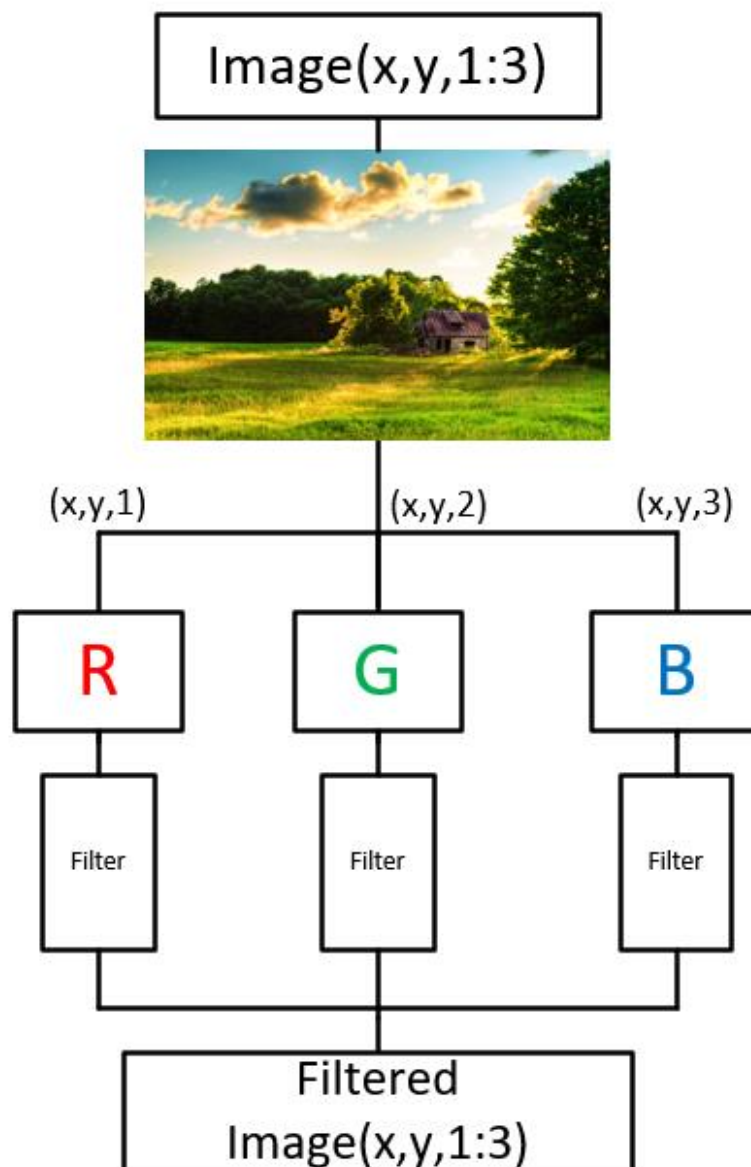 Image(x,y,1:3)
(x,y,1)
(x,y,2)
(x,y,3)
R
G
B
Filter
Filter
Filter
Filtered
Image(x,y,1:3)